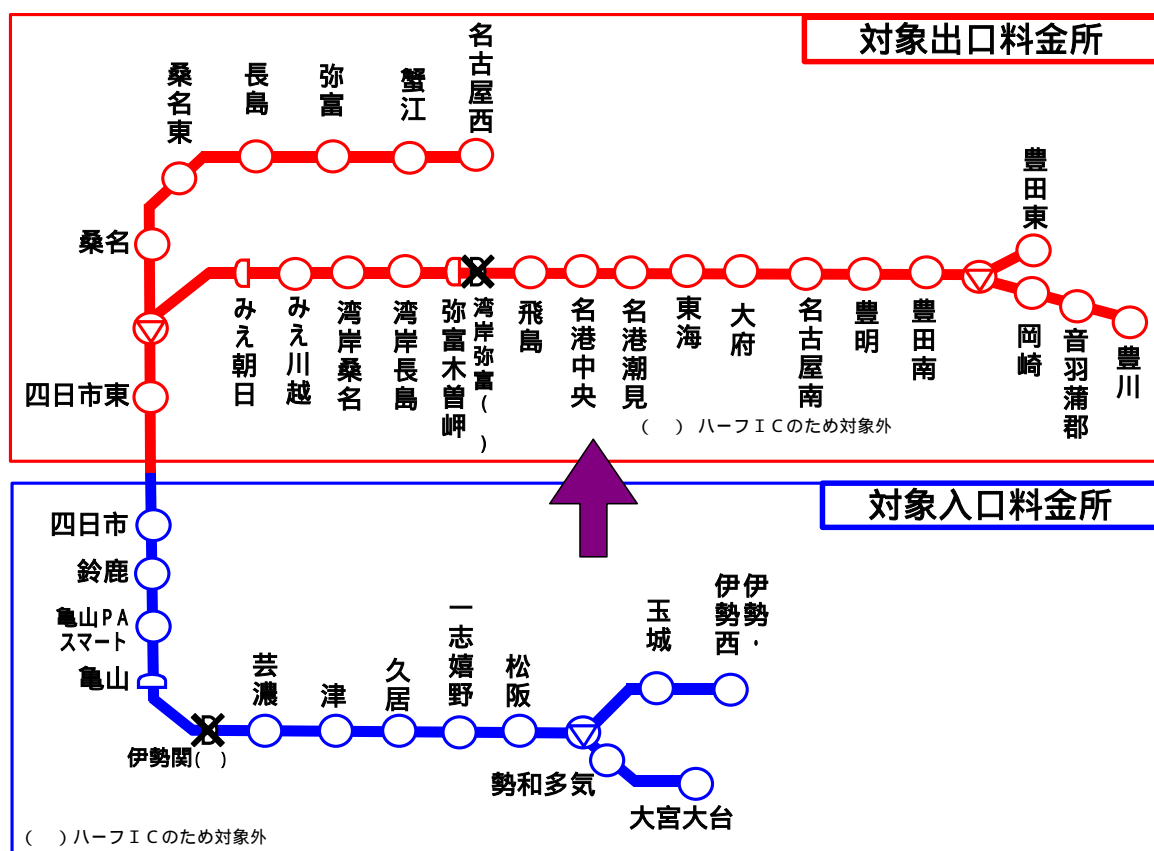 対象出口料金所
桑名東
長島
弥富
蟹江
名古屋西
桑名
四日市東
みえ朝日
みえ川越
湾岸桑名
湾岸長島
弥富木曽岬
湾岸弥富( )
飛島
名港中央
名港潮見
東海
大府
名古屋南
豊明
豊田南
豊田東
岡崎
音羽蒲郡
豊川
( ) ハーフＩＣのため対象外
対象入口料金所
四日市
鈴鹿
亀山ＰＡ
スマート
亀山
伊勢関( )
芸濃
津
久居
一志嬉野
松阪
勢和多気
玉城
伊勢・
伊勢西
大宮大台
( )ハーフＩＣのため対象外